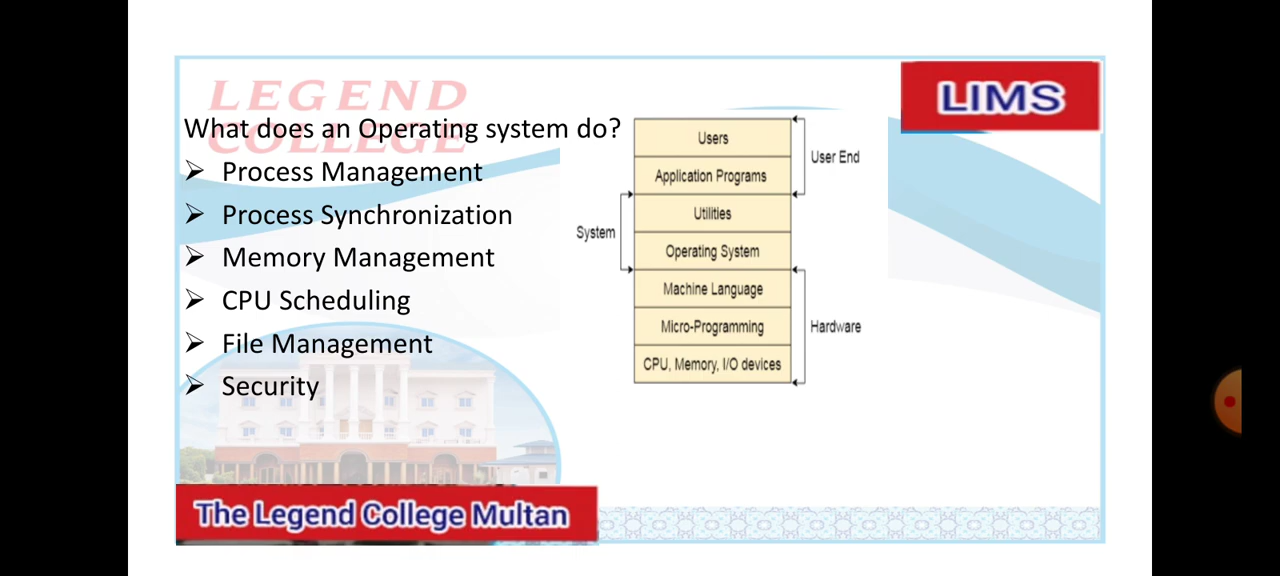 LEGEND
COLLEGE
LIMS
What does an Operating system do?
➢ Process Management
➢ Process Synchronization
➢ Memory Management
➢ CPU Scheduling
➢ File Management
➢ Security
Users
Application Programs
Utilities
Operating System
Machine Language
Micro-Programming
CPU, Memory, I/O devices
User End
System
Hardware
The Legend College Multan